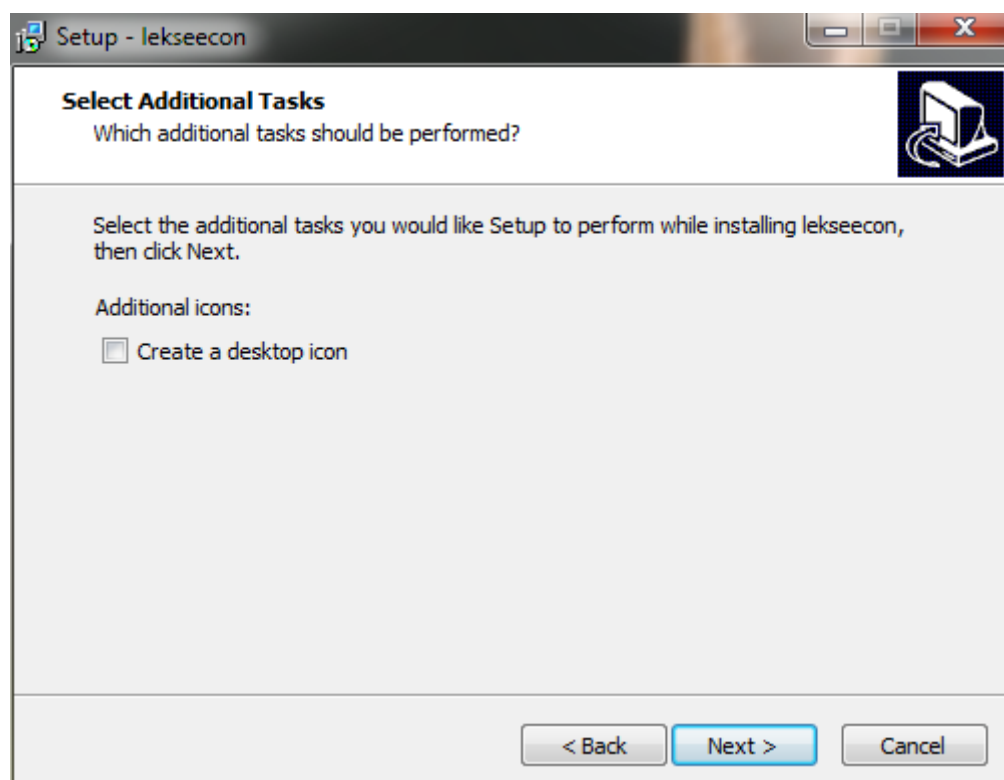 Setup - lekseecon
Select Additional Tasks
Which additional tasks should be performed?
Select the additional tasks you would like Setup to perform while installing lekseecon,
then click Next.
Additional icons:
Create a desktop icon
< Back Next > Cancel